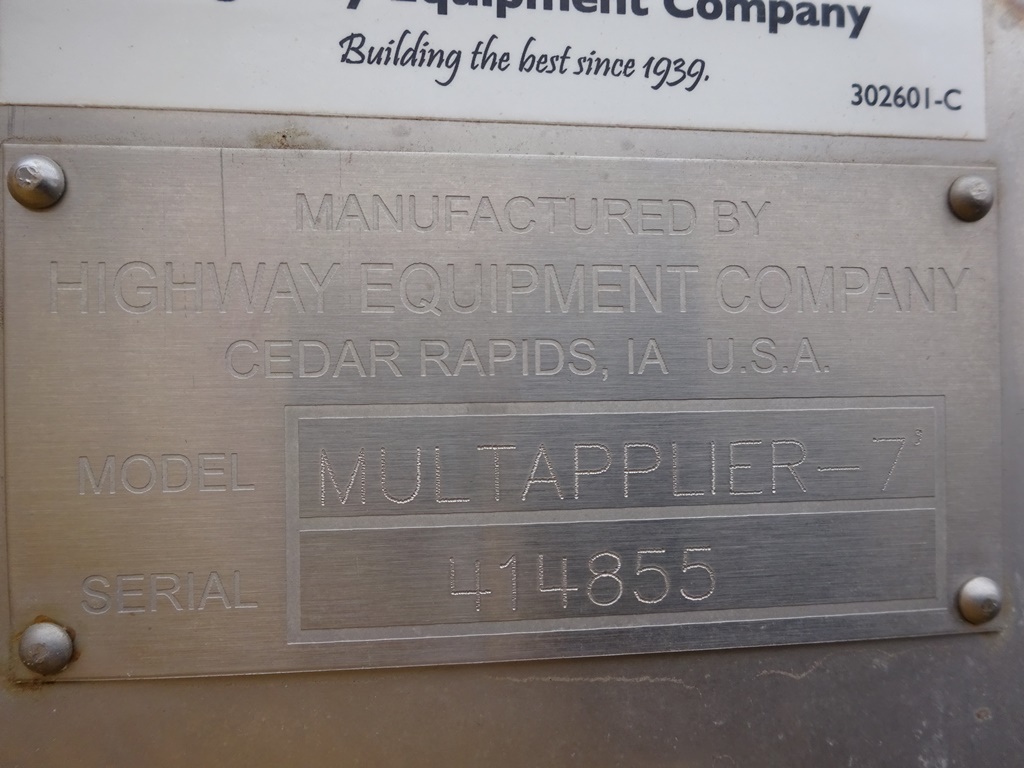 Equipment Company
Building the best since 1939.
302601-C
MANUFACTURED BY
HIGHWAY EQUIPMENT COMPANY
CEDAR RAPIDS, IA U.S.A.
MODEL MULTAPPLIER-7'
SERIAL 414855